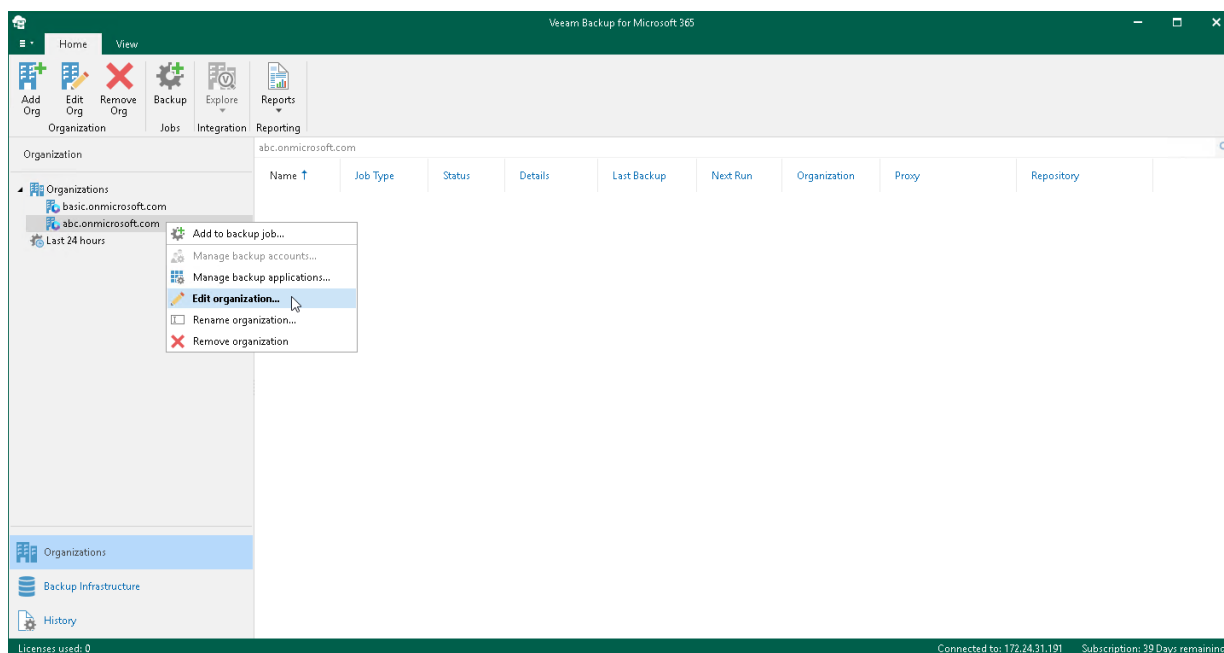 Veeam Backup for Microsoft 365
Home View
Add Org
Edit Org
Remove Org
Backup
Explore
Reports
Organization Jobs Integration Reporting
Organization
abc.onmicrosoft.com
Name Job Type Status Details Last Backup Next Run Organization Proxy Repository
Organizations
basic.onmicrosoft.com
abc.onmicrosoft.com
Last 24 hours
Add to backup job...
Manage backup accounts...
Manage backup applications...
Edit organization...
Rename organization...
Remove organization
Organizations
Backup Infrastructure
History
Licenses used: 0 Connected to: 172.24.31.191 Subscription: 39 Days remaining